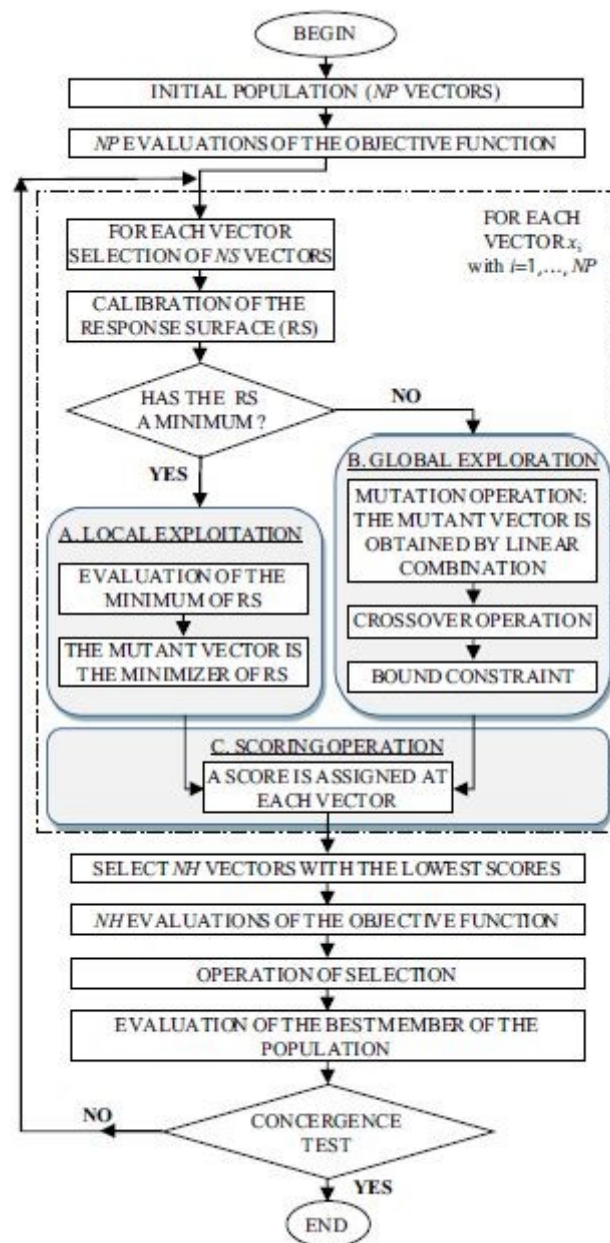 BEGIN
INITIAL POPULATION (NP VECTORS)
NP EVALUATIONS OF THE OBJECTIVE FUNCTION
FOR EACH
VECTOR xi
with i=1,..., NP
FOR EACH VECTOR
SELECTION OF NS VECTORS
CALIBRATION OF THE
RESPONSE SURFACE (RS)
HAS THE RS
A MINIMUM ?
NO
YES
B. GLOBAL EXPLORATION
MUTATION OPERATION:
THE MUTANT VECTOR IS
OBTAINED BY LINEAR
COMBINATION
CROSSOVER OPERATION
BOUND CONSTRAINT
A. LOCAL EXPLOITATION
EVALUATION OF THE
MINIMUM OF RS
THE MUTANT VECTOR IS
THE MINIMIZER OF RS
C. SCORING OPERATION
A SCORE IS ASSIGNED AT
EACH VECTOR
SELECT NH VECTORS WITH THE LOWEST SCORES
NH EVALUATIONS OF THE OBJECTIVE FUNCTION
OPERATION OF SELECTION
EVALUATION OF THE BEST MEMBER OF THE
POPULATION
NO
CONCERGENCE
TEST
YES
END